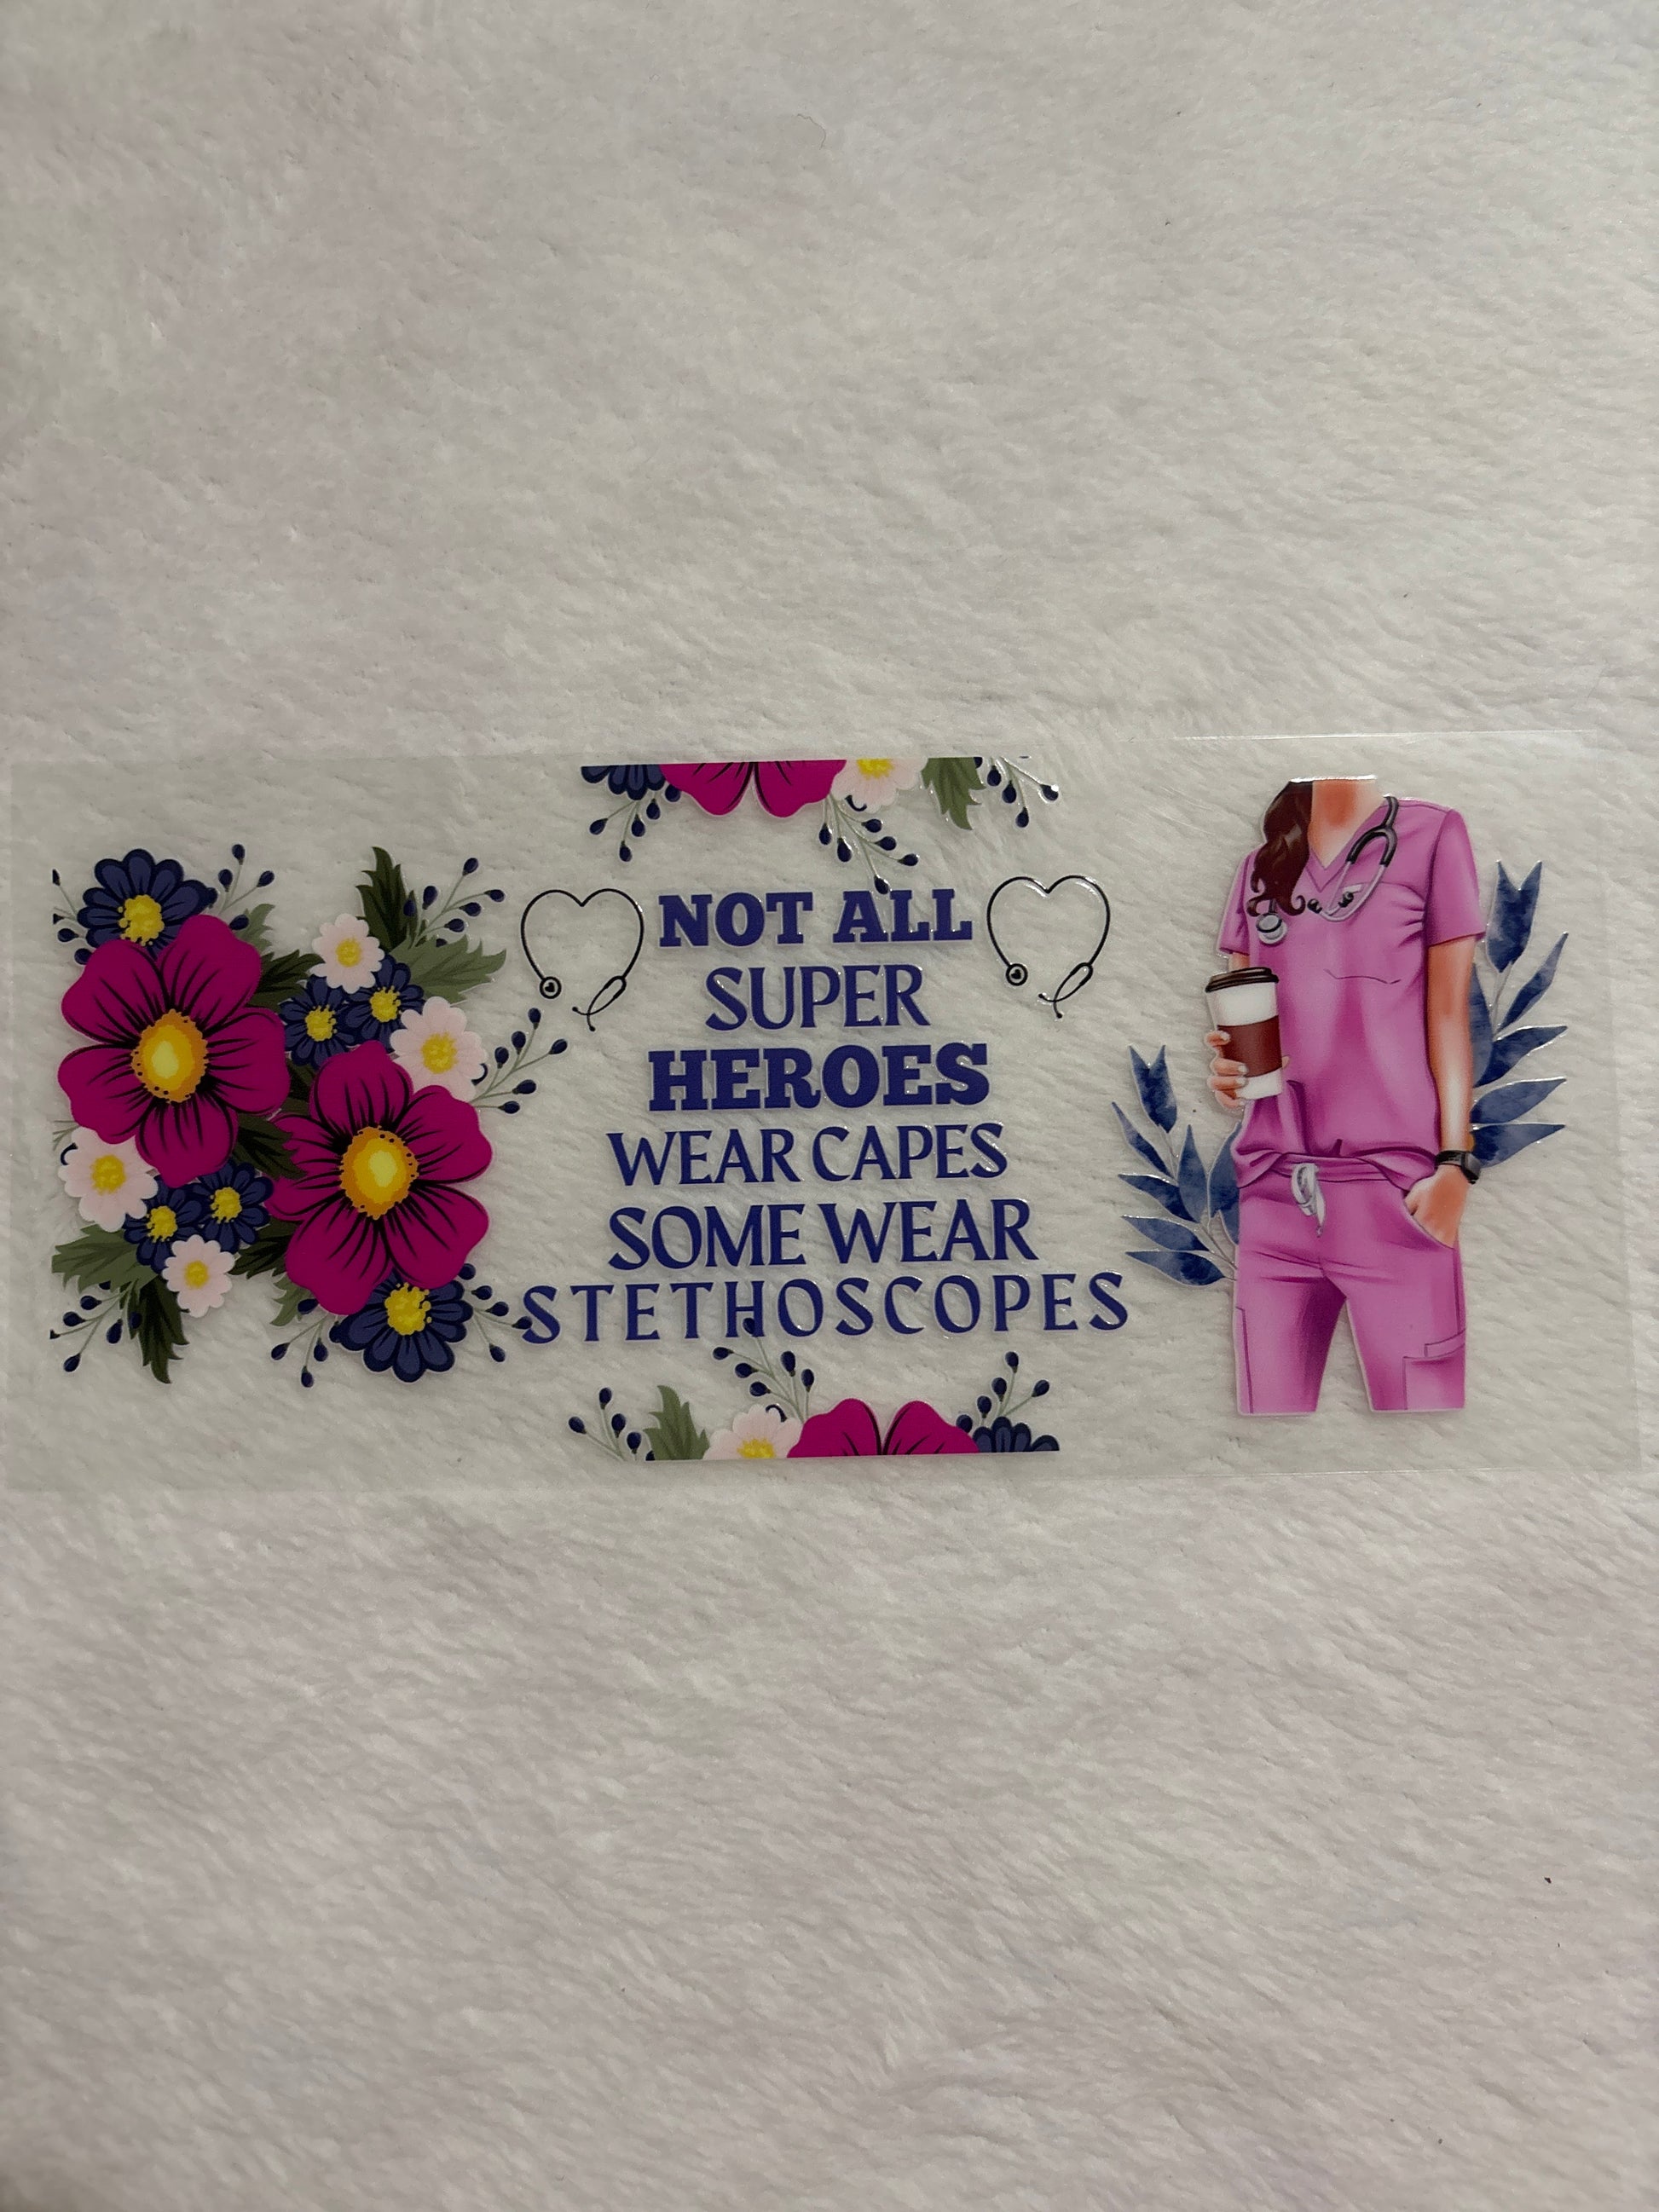 NOT ALL
SUPER
HEROES
WEAR CAPES
SOME WEAR
STETHOSCOPES